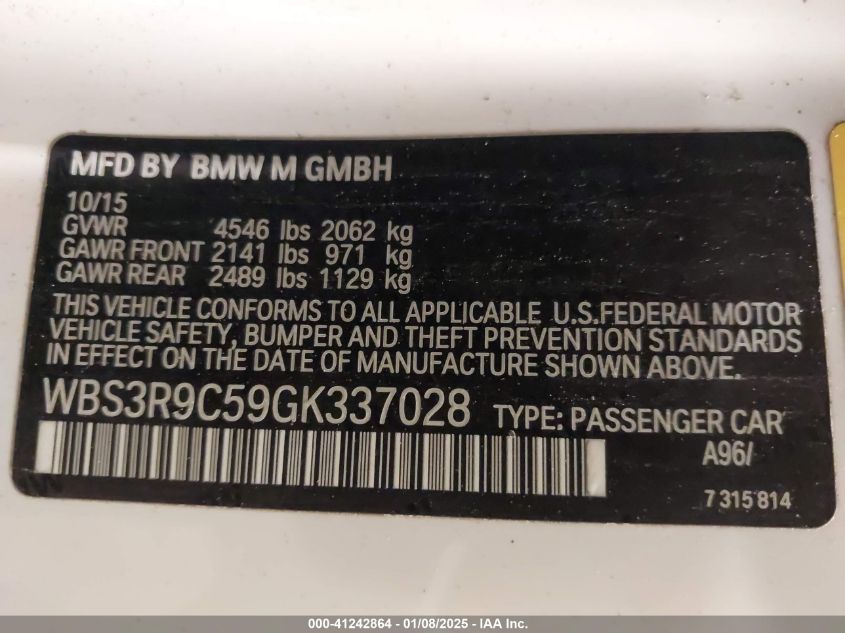 MFD BY BMW M GMBH
10/15
GVWR 4546 lbs 2062 kg
GAWR FRONT 2141 lbs 971 kg
GAWR REAR 2489 lbs 1129 kg
THIS VEHICLE CONFORMS TO ALL APPLICABLE U.S.FEDERAL MOTOR
VEHICLE SAFETY, BUMPER AND THEFT PREVENTION STANDARDS
IN EFFECT ON THE DATE OF MANUFACTURE SHOWN ABOVE.
WBS3R9C59GK337028 TYPE: PASSENGER CAR
A96/
7 315 814
000-41242864 - 01/08/2025 - IAA Inc.